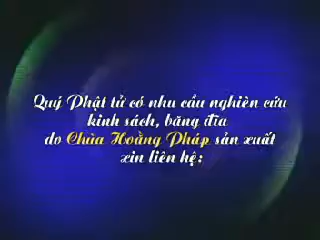 Quý Phật tử có nhu cầu nghiên cứu
kinh sách, băng đĩa
do Chùa Hoằng Pháp sản xuất
xin liên hệ: